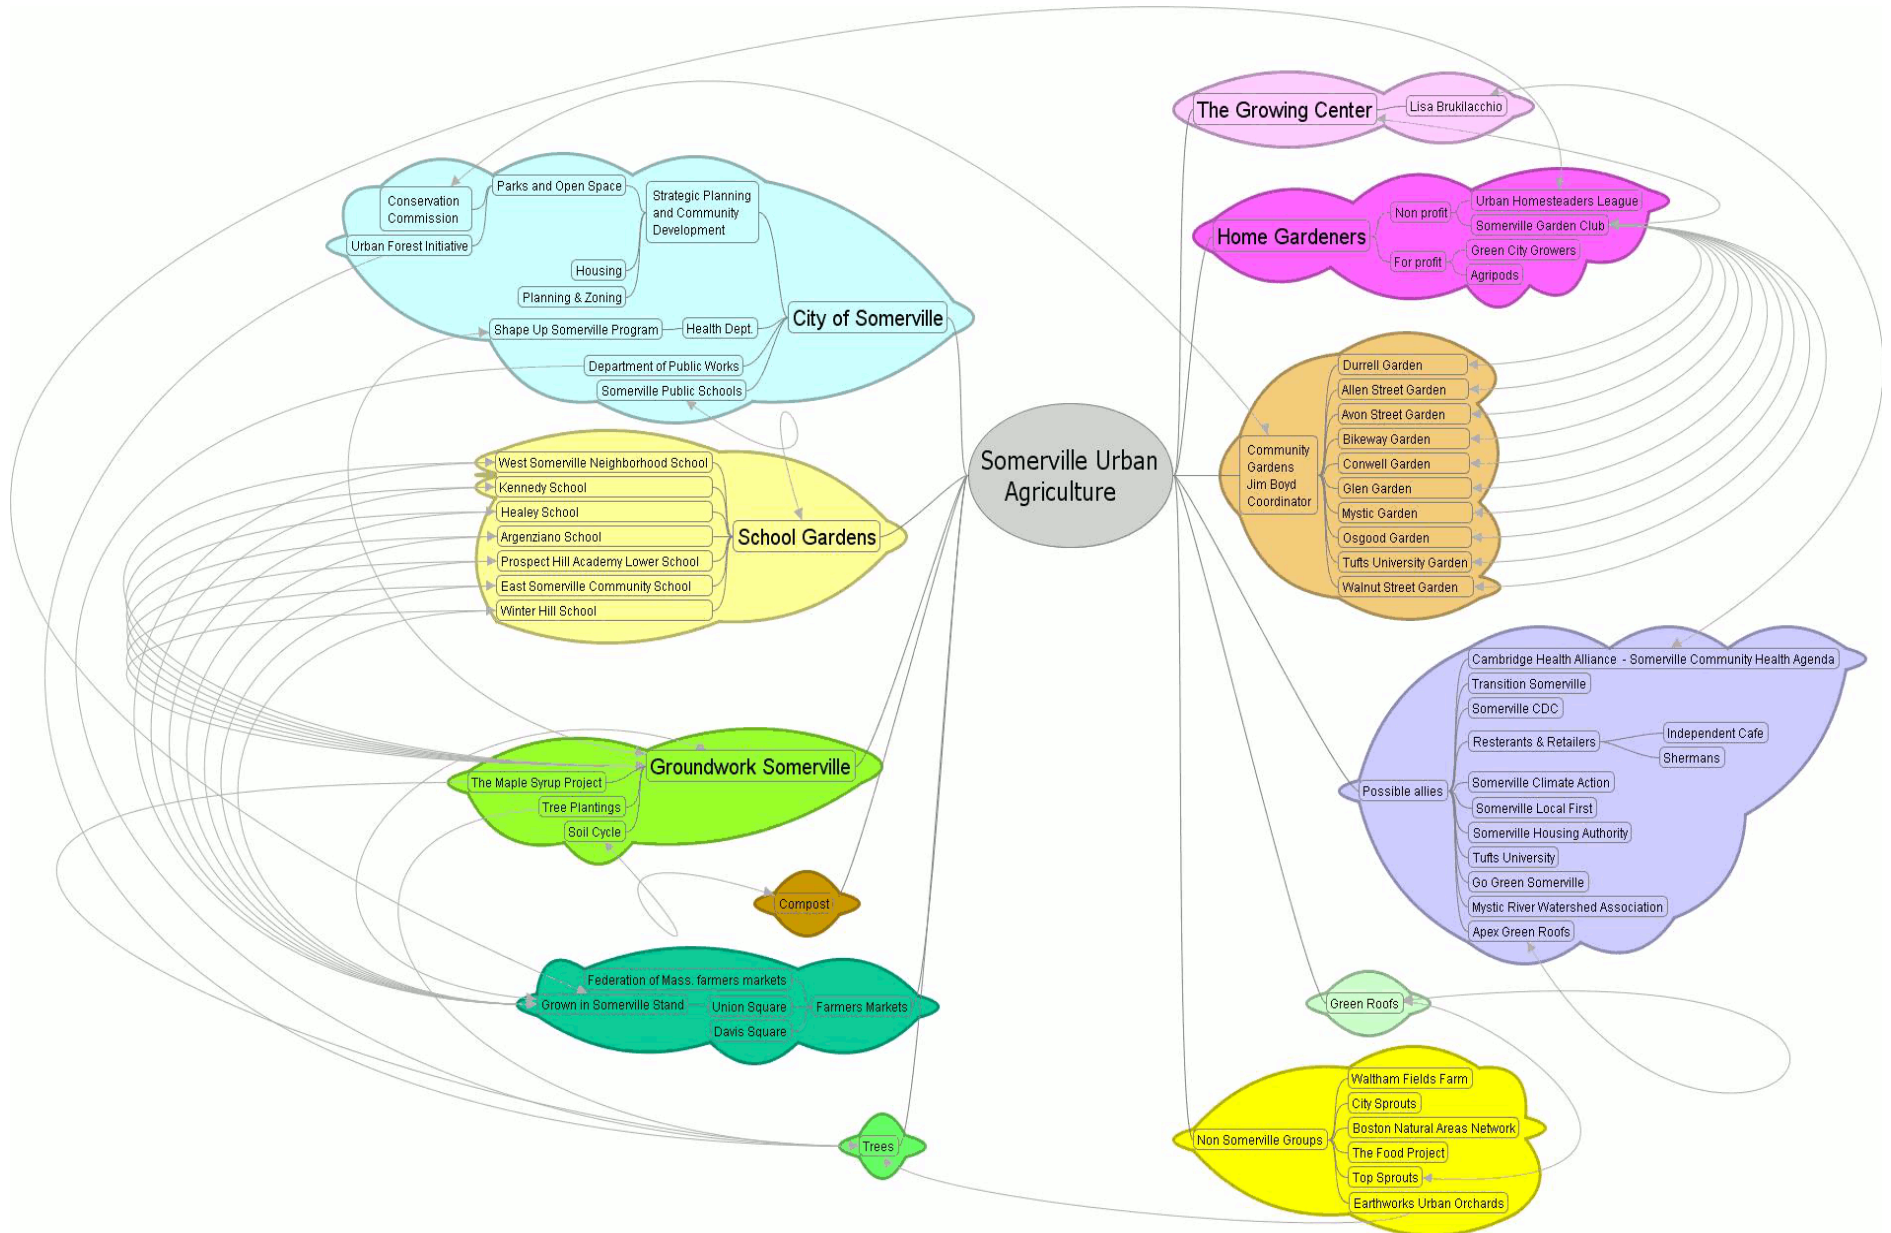 Somerville Urban
Agriculture
City of Somerville
Strategic Planning
and Community
Development
Parks and Open Space
Conservation
Commission
Urban Forest Initiative
Housing
Planning & Zoning
Health Dept.
Shape Up Somerville Program
Department of Public Works
Somerville Public Schools
School Gardens
West Somerville Neighborhood School
Kennedy School
Healey School
Argenziano School
Prospect Hill Academy Lower School
East Somerville Community School
Winter Hill School
Groundwork Somerville
The Maple Syrup Project
Tree Plantings
Soil Cycle
Compost
Farmers Markets
Federation of Mass. farmers markets
Union Square
Grown in Somerville Stand
Davis Square
Trees
The Growing Center
Lisa Brukilacchio
Home Gardeners
Non profit
Urban Homesteaders League
Somerville Garden Club
For profit
Green City Growers
Agripods
Community
Gardens
Jim Boyd
Coordinator
Durrell Garden
Allen Street Garden
Avon Street Garden
Bikeway Garden
Conwell Garden
Glen Garden
Mystic Garden
Osgood Garden
Tufts University Garden
Walnut Street Garden
Possible allies
Cambridge Health Alliance - Somerville Community Health Agenda
Transition Somerville
Somerville CDC
Resterants & Retailers
Independent Cafe
Shermans
Somerville Climate Action
Somerville Local First
Somerville Housing Authority
Tufts University
Go Green Somerville
Mystic River Watershed Association
Apex Green Roofs
Green Roofs
Non Somerville Groups
Waltham Fields Farm
City Sprouts
Boston Natural Areas Network
The Food Project
Top Sprouts
Earthworks Urban Orchards